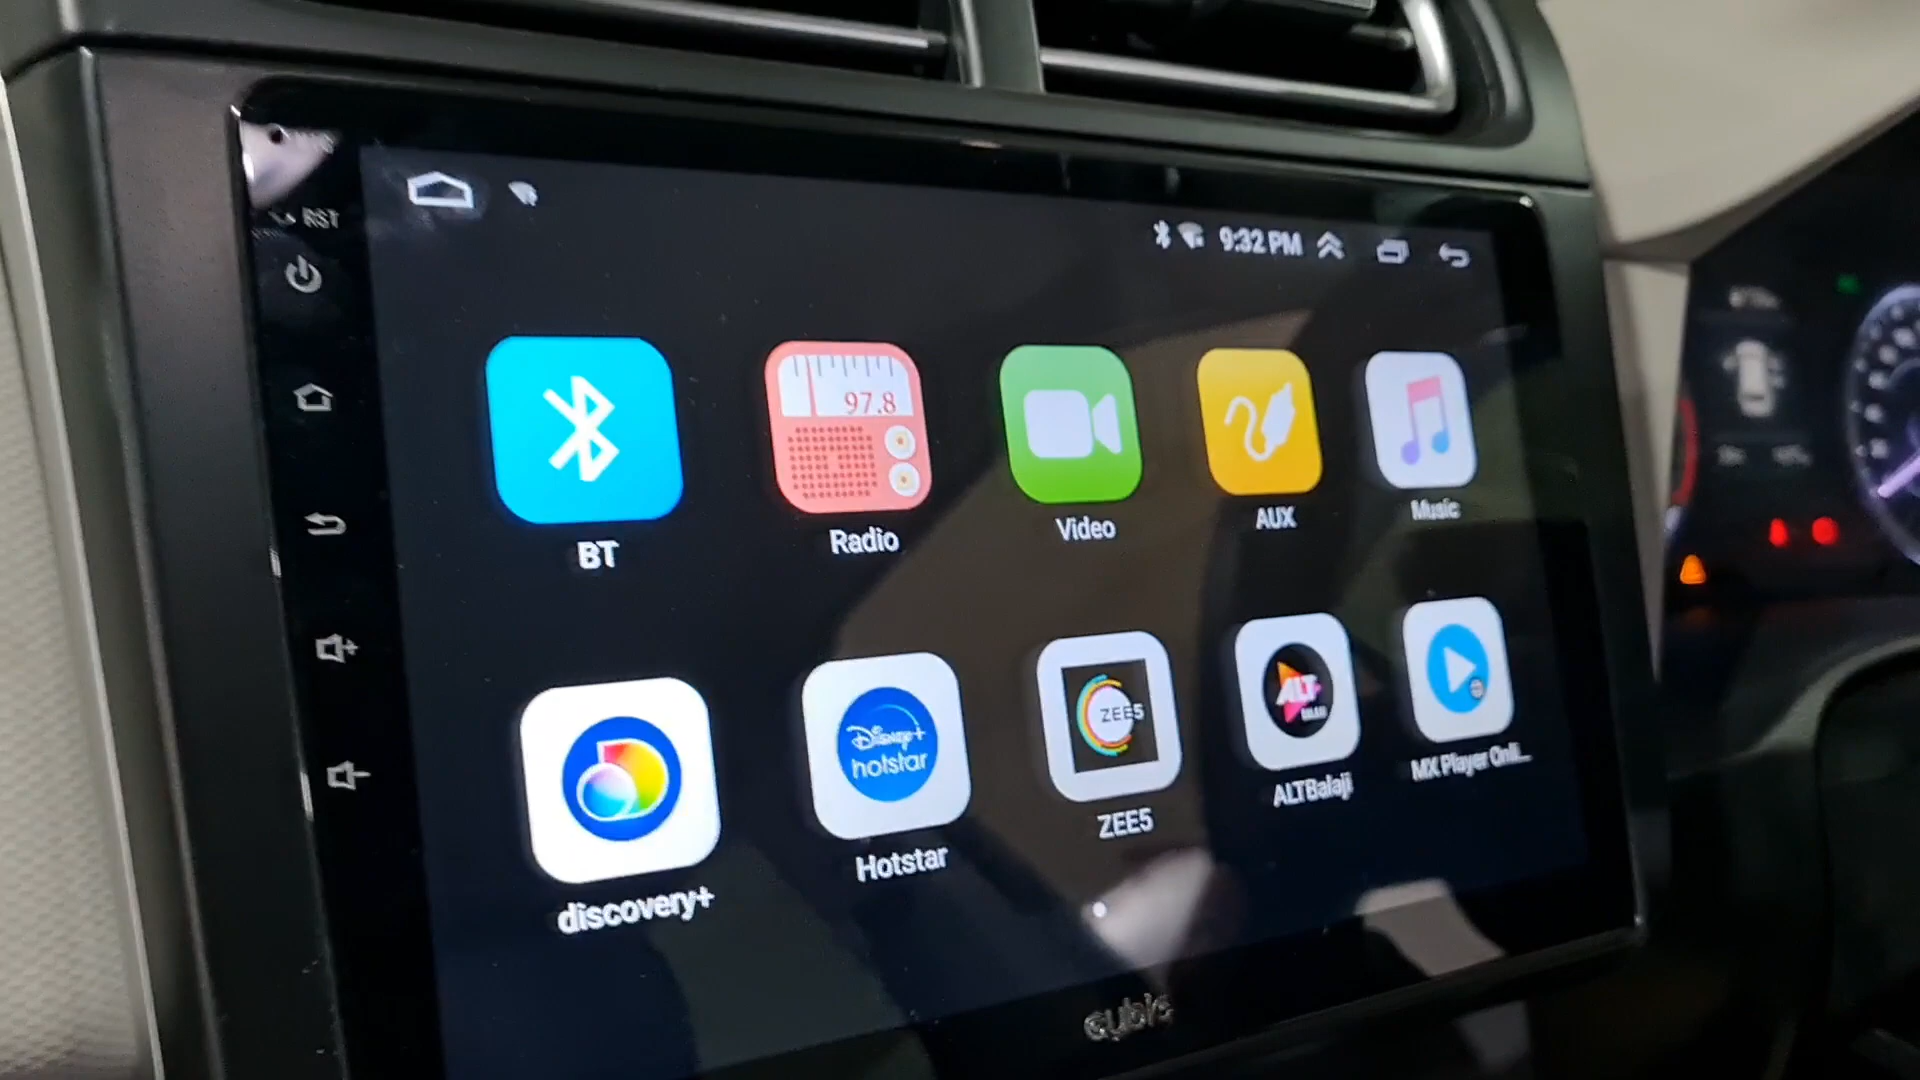 RST
9:32 PM
97.8
BT
Radio
Video
AUX
Music
Disney+
hotstar
ZEE5
ALT
discovery+
Hotstar
ZEE5
ALTBalaji
MX Player Onli...
cubic